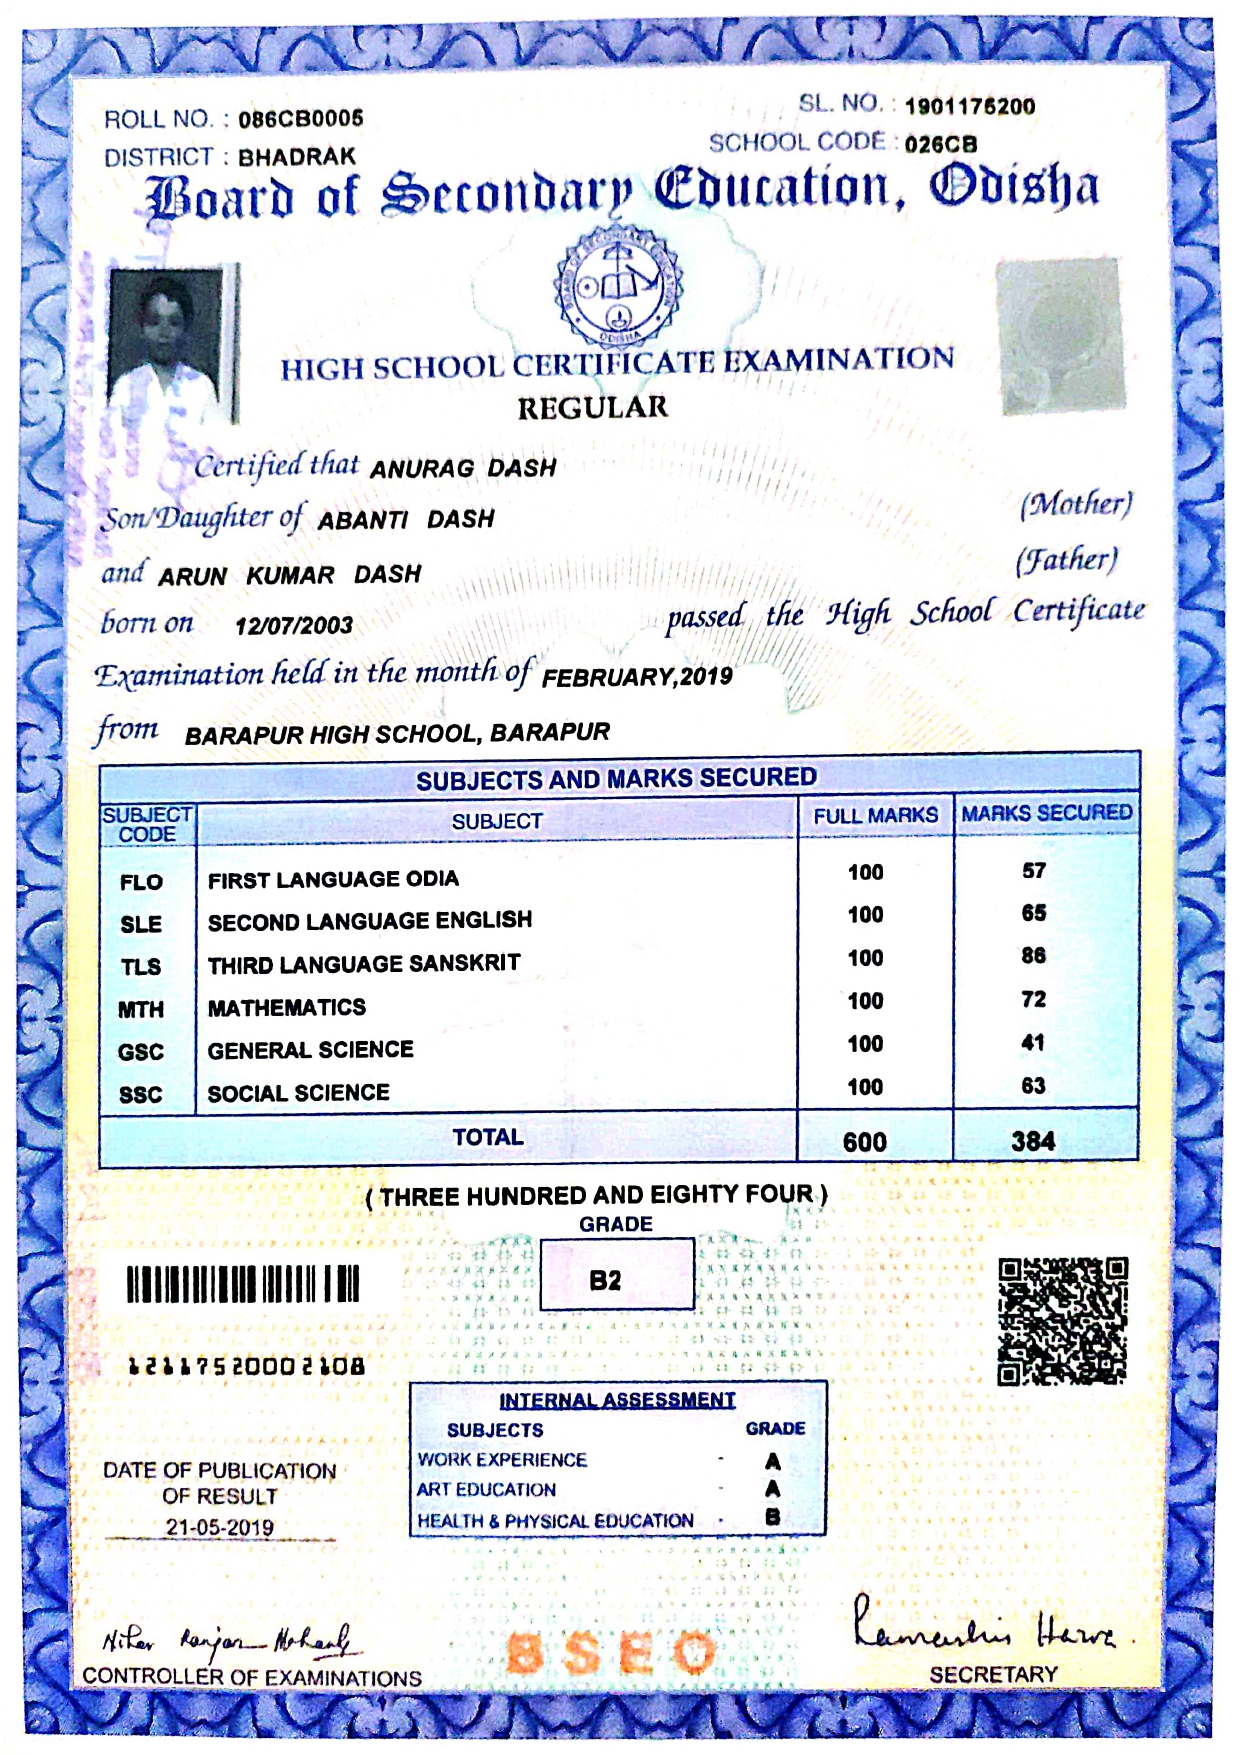 ROLL NO. : 086CB0005
SL. NO. : 1901175200
DISTRICT : BHADRAK
SCHOOL CODE : 026CB
Board of Secondary Education, Odisha
BOARD OF SECONDARY EDUCATION
ODISHA
HIGH SCHOOL CERTIFICATE EXAMINATION
REGULAR
Certified that ANURAG DASH
Son/Daughter of ABANTI DASH (Mother)
and ARUN KUMAR DASH (Father)
born on 12/07/2003 passed the High School Certificate
Examination held in the month of FEBRUARY,2019
from BARAPUR HIGH SCHOOL, BARAPUR
SUBJECTS AND MARKS SECURED
SUBJECT CODE SUBJECT FULL MARKS MARKS SECURED
FLO FIRST LANGUAGE ODIA 100 57
SLE SECOND LANGUAGE ENGLISH 100 65
TLS THIRD LANGUAGE SANSKRIT 100 86
MTH MATHEMATICS 100 72
GSC GENERAL SCIENCE 100 41
SSC SOCIAL SCIENCE 100 63
TOTAL 600 384
( THREE HUNDRED AND EIGHTY FOUR )
GRADE
B2
12117520002108
INTERNAL ASSESSMENT
SUBJECTS GRADE
WORK EXPERIENCE - A
ART EDUCATION - A
HEALTH & PHYSICAL EDUCATION - B
DATE OF PUBLICATION
OF RESULT
21-05-2019
Nihar Ranjan Mohanty
CONTROLLER OF EXAMINATIONS
BSEO
SECRETARY